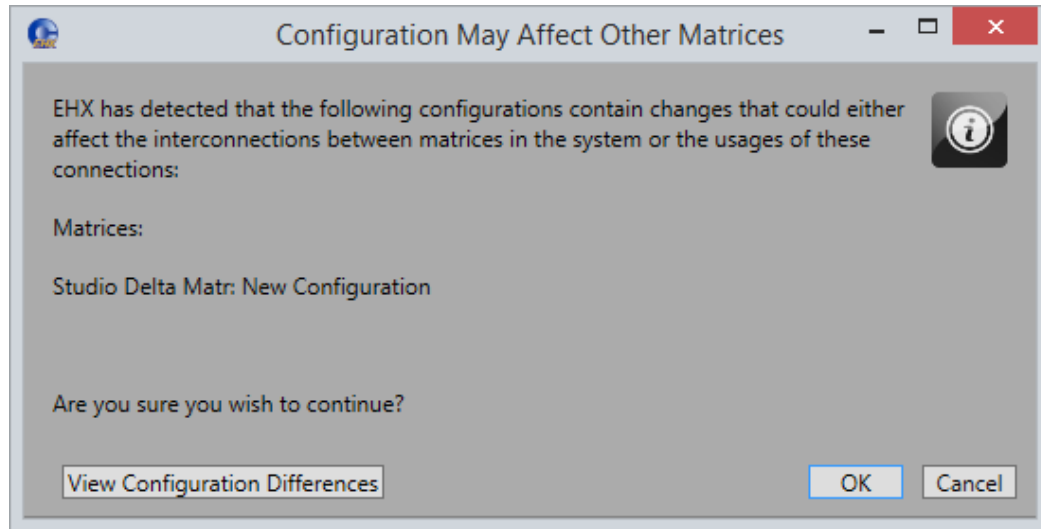 Configuration May Affect Other Matrices
EHX has detected that the following configurations contain changes that could either
affect the interconnections between matrices in the system or the usages of these
connections:
Matrices:
Studio Delta Matr: New Configuration
Are you sure you wish to continue?
View Configuration Differences
OK
Cancel